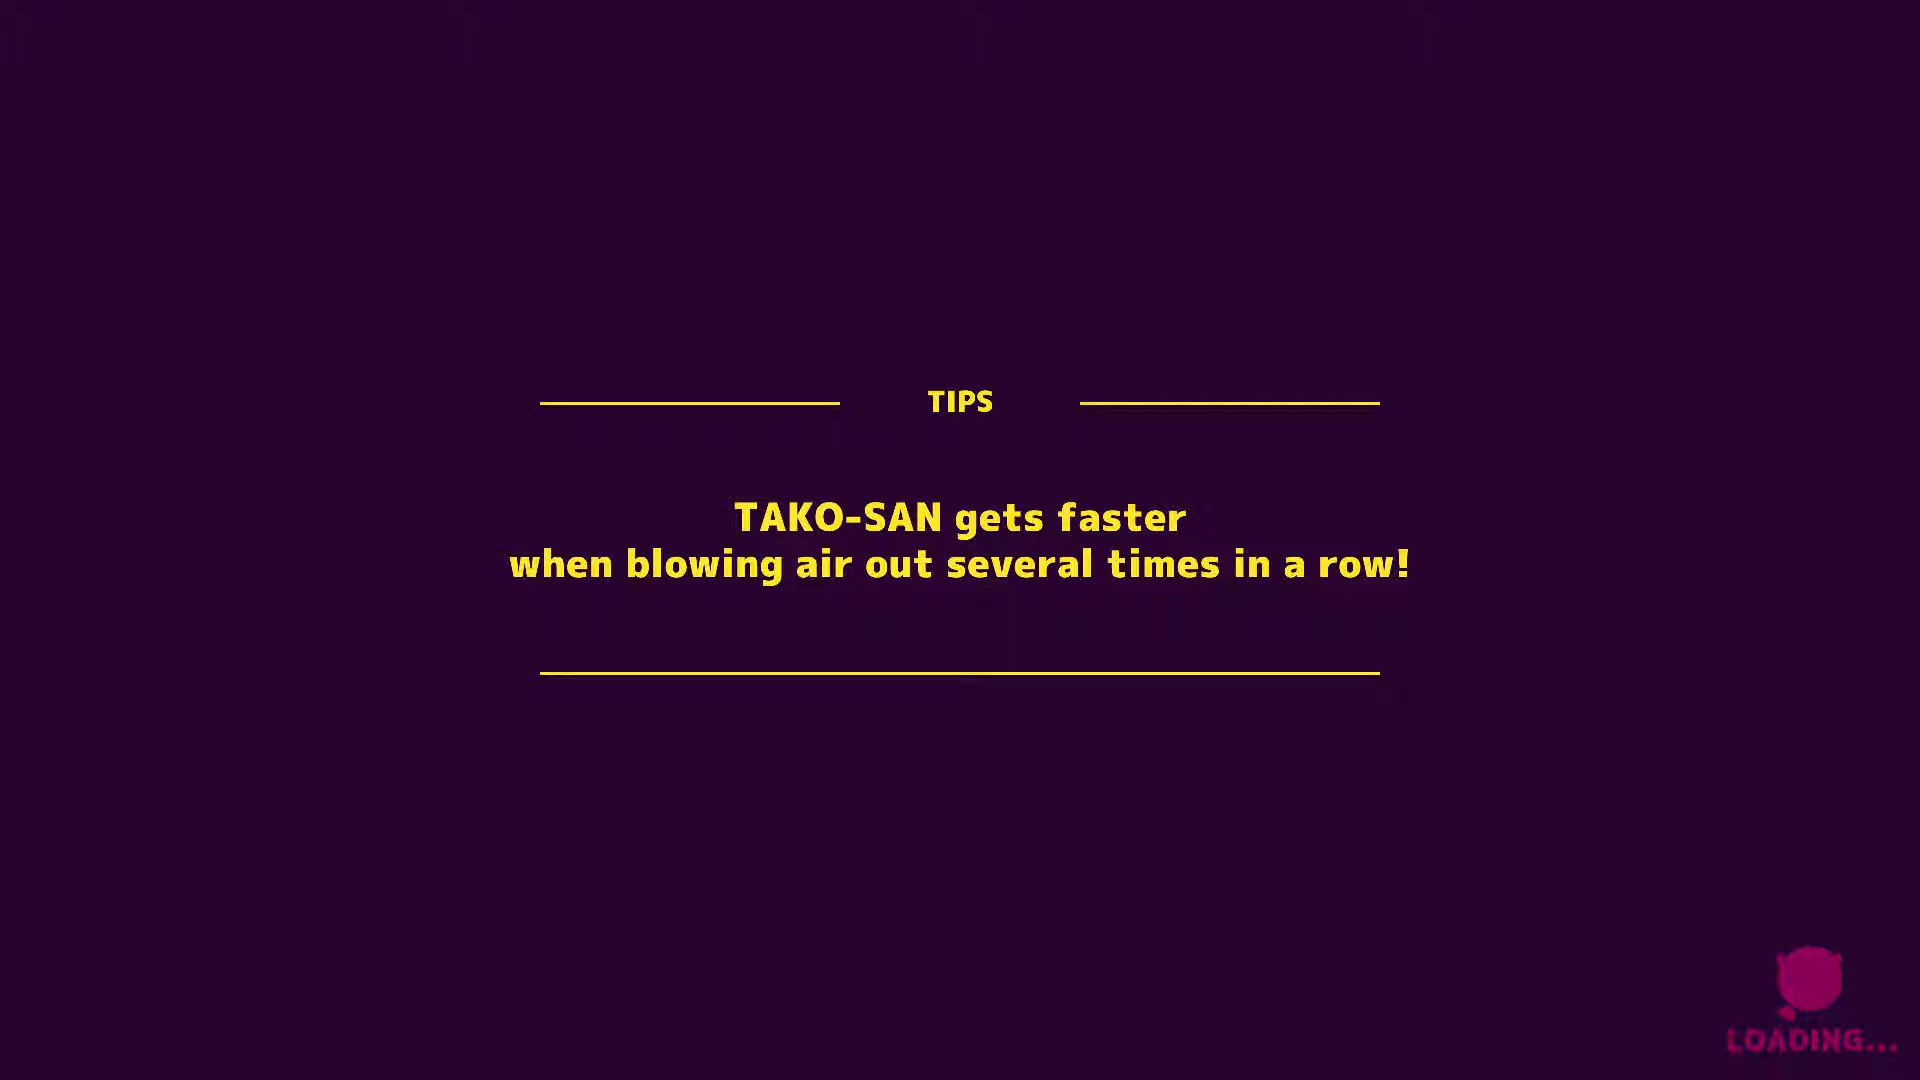 TIPS
TAKO-SAN gets faster
when blowing air out several times in a row!
LOADING...